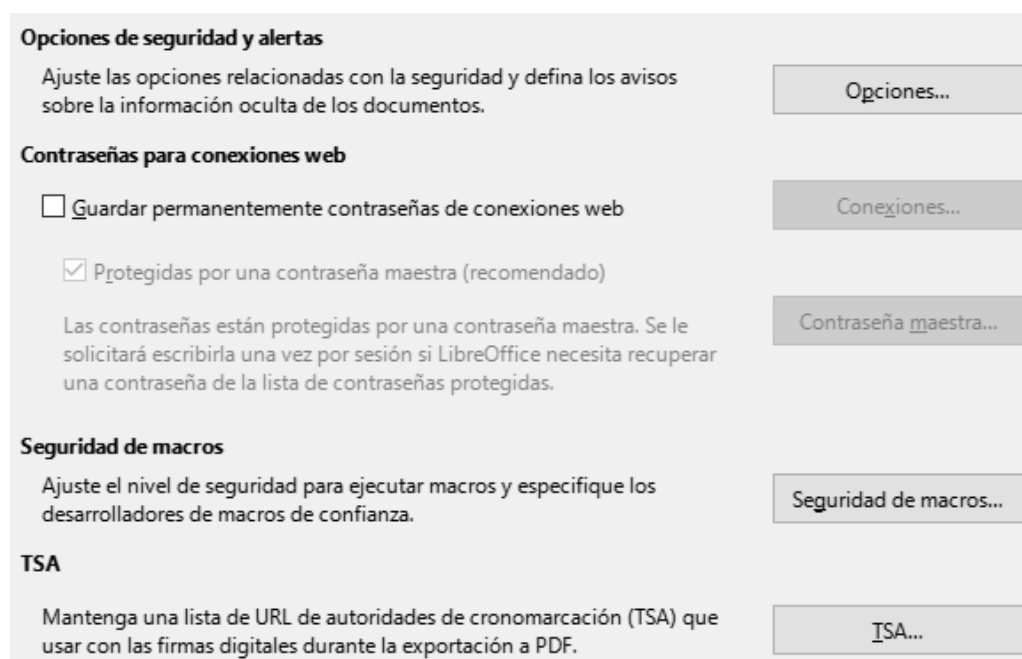 Opciones de seguridad y alertas
Ajuste las opciones relacionadas con la seguridad y defina los avisos
sobre la información oculta de los documentos.
Opciones...
Contraseñas para conexiones web
Guardar permanentemente contraseñas de conexiones web
Conexiones...
Protegidas por una contraseña maestra (recomendado)
Las contraseñas están protegidas por una contraseña maestra. Se le
solicitará escribirla una vez por sesión si LibreOffice necesita recuperar
una contraseña de la lista de contraseñas protegidas.
Contraseña maestra...
Seguridad de macros
Ajuste el nivel de seguridad para ejecutar macros y especifique los
desarrolladores de macros de confianza.
Seguridad de macros...
TSA
Mantenga una lista de URL de autoridades de cronomarcación (TSA) que
usar con las firmas digitales durante la exportación a PDF.
TSA...